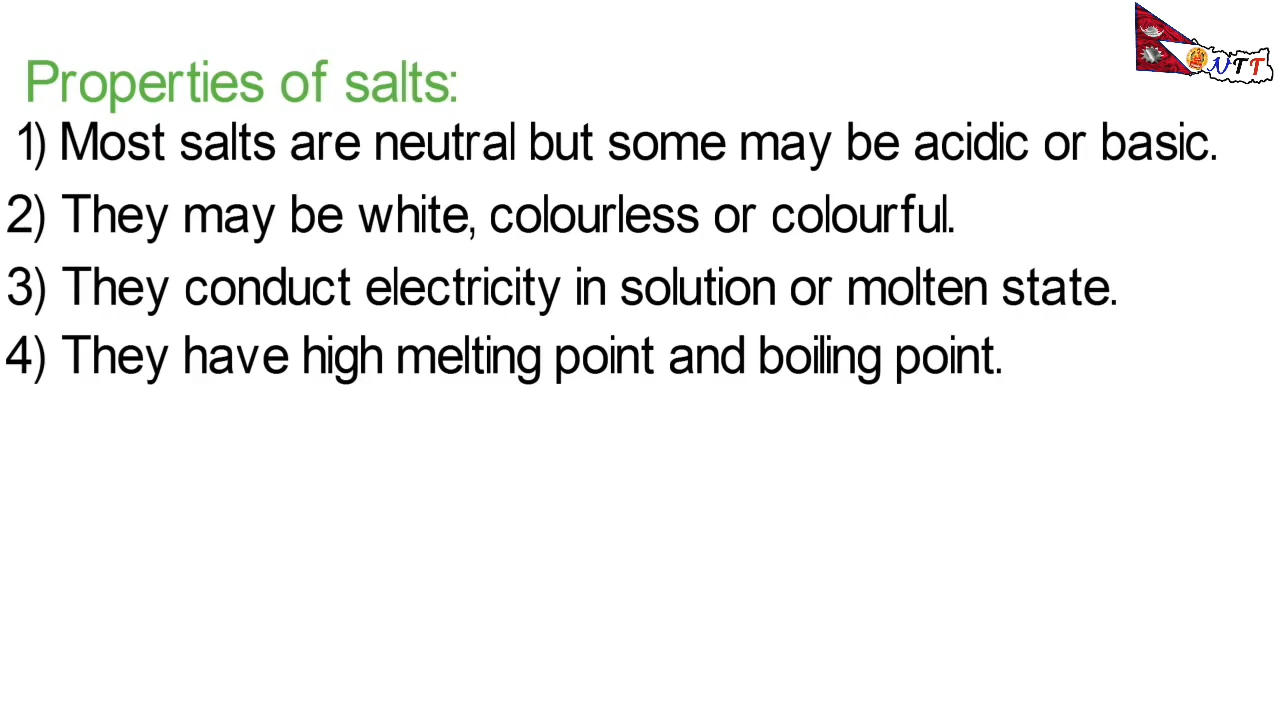 NTT
Properties of salts:
1) Most salts are neutral but some may be acidic or basic.
2) They may be white, colourless or colourful.
3) They conduct electricity in solution or molten state.
4) They have high melting point and boiling point.